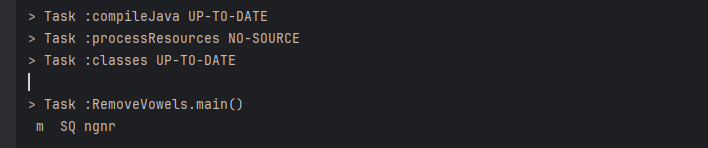 > Task :compileJava UP-TO-DATE
> Task :processResources NO-SOURCE
> Task :classes UP-TO-DATE
> Task :RemoveVowels.main()
 m  SQ ngnr